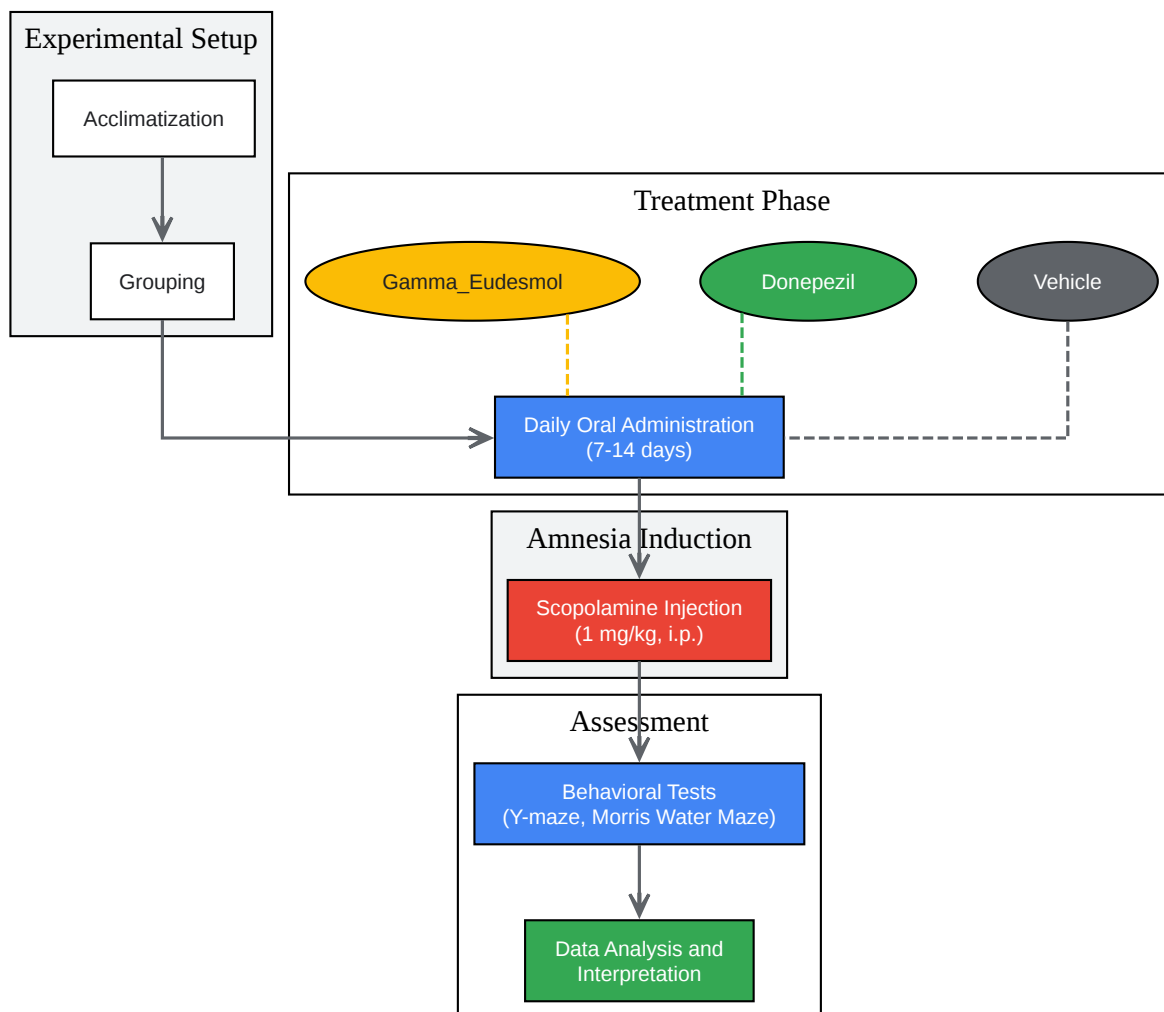 Experimental Setup
Acclimatization
Grouping
Treatment Phase
Gamma_Eudesmol
Donepezil
Vehicle
Daily Oral Administration
(7-14 days)
Amnesia Induction
Scopolamine Injection
(1 mg/kg, i.p.)
Assessment
Behavioral Tests
(Y-maze, Morris Water Maze)
Data Analysis and
Interpretation